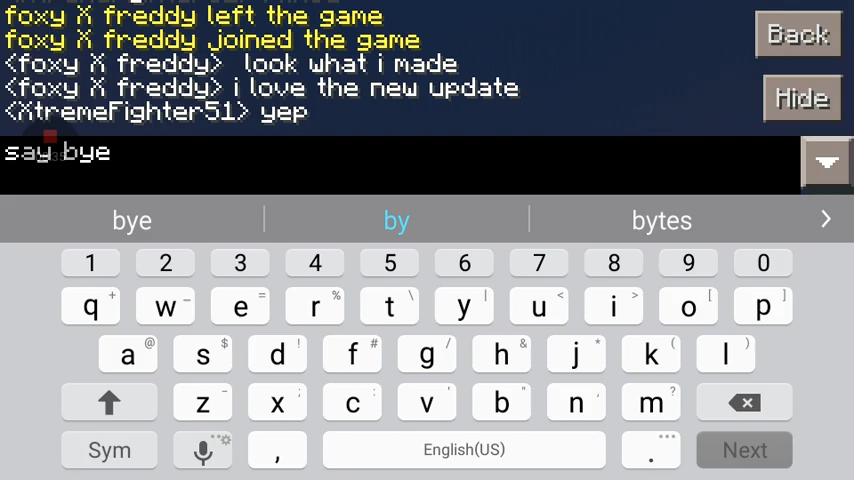 foxy X freddy left the game
foxy X freddy joined the game
<foxy X freddy>  look what i made
<foxy X freddy> i love the new update
<XtremeFighter51> yep
Back
Hide
say bye
bye by bytes
1 2 3 4 5 6 7 8 9 0
q + w _ e = r % t \ y | u < i > o [ p ]
a @ s $ d ! f # g / h & j * k ( l )
z - x ; c : v ' b " n , m ?
Sym , English(US) . Next